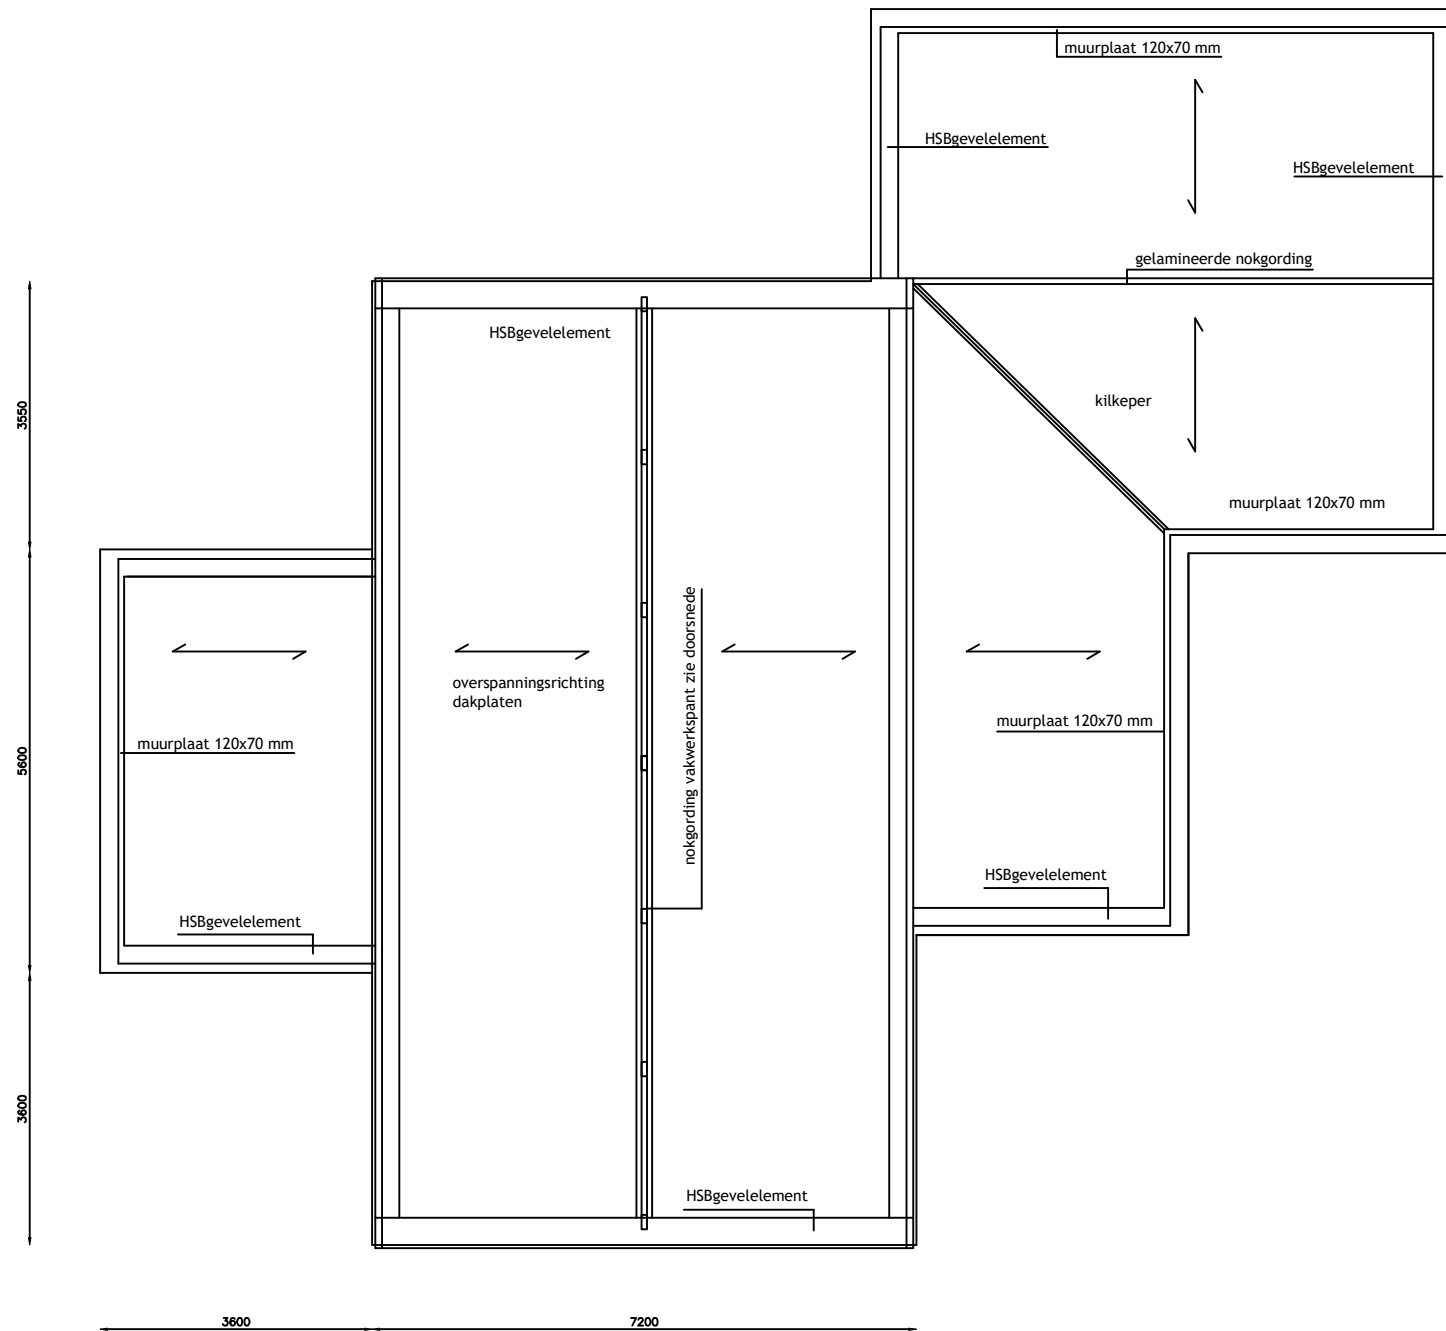 muurplaat 120x70 mm
HSBgevelelement
HSBgevelelement
gelamineerde nokgording
HSBgevelelement
kilkeper
muurplaat 120x70 mm
3550
nokgording vakwerkspant zie doorsnede
overspanningsrichting
dakplaten
muurplaat 120x70 mm
muurplaat 120x70 mm
5600
HSBgevelelement
HSBgevelelement
3600
HSBgevelelement
3600
7200